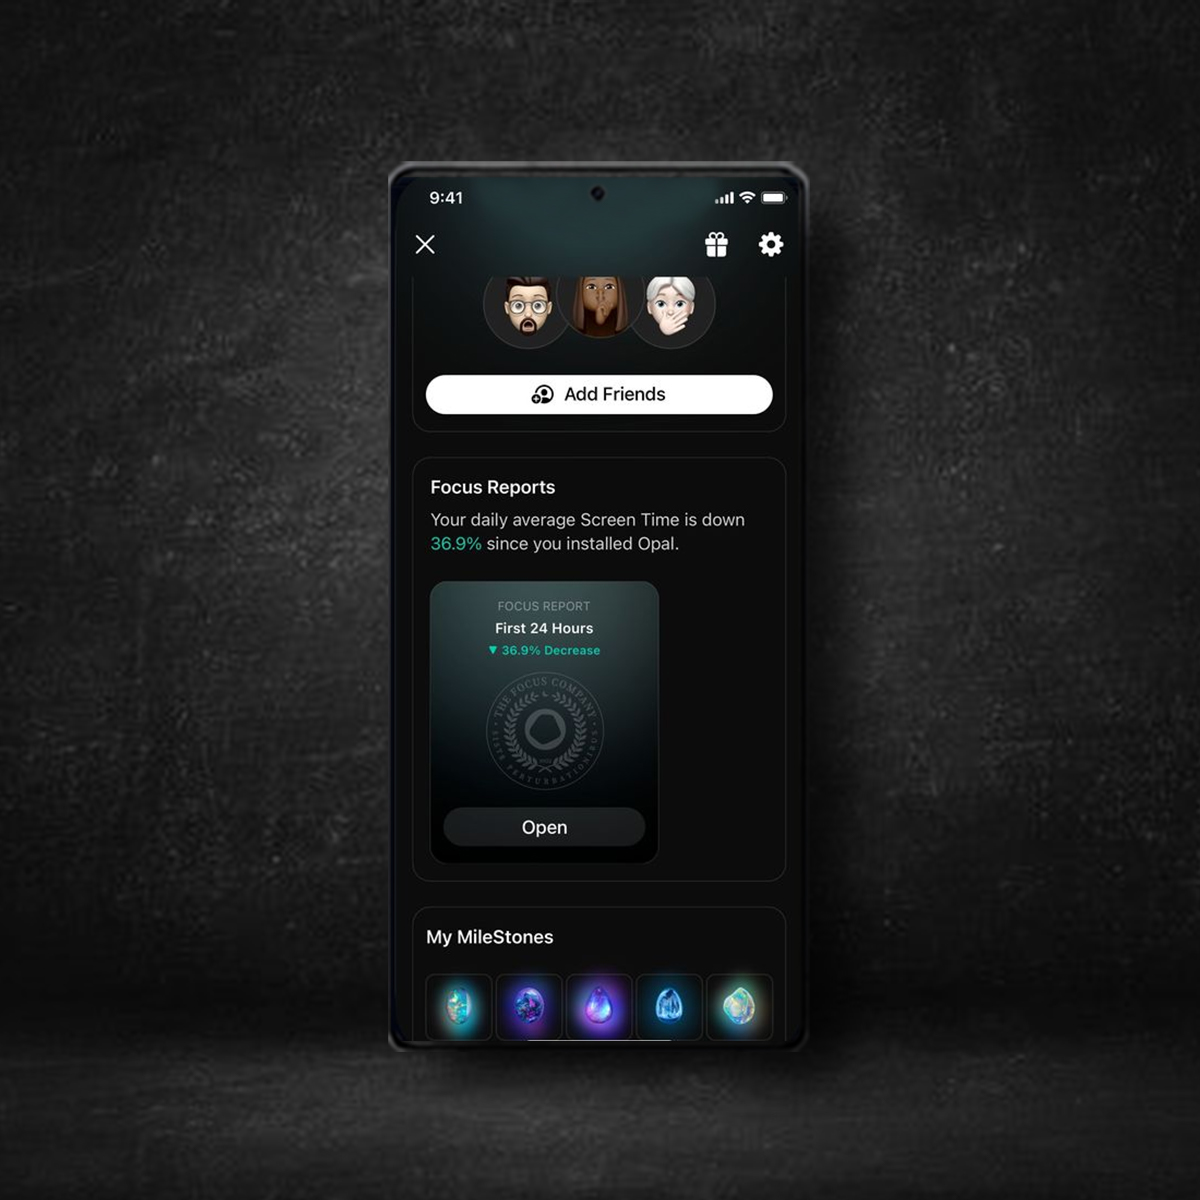 9:41
Add Friends
Focus Reports
Your daily average Screen Time is down
36.9% since you installed Opal.
FOCUS REPORT
First 24 Hours
▼ 36.9% Decrease
THE FOCUS COMPANY
Open
My MileStones